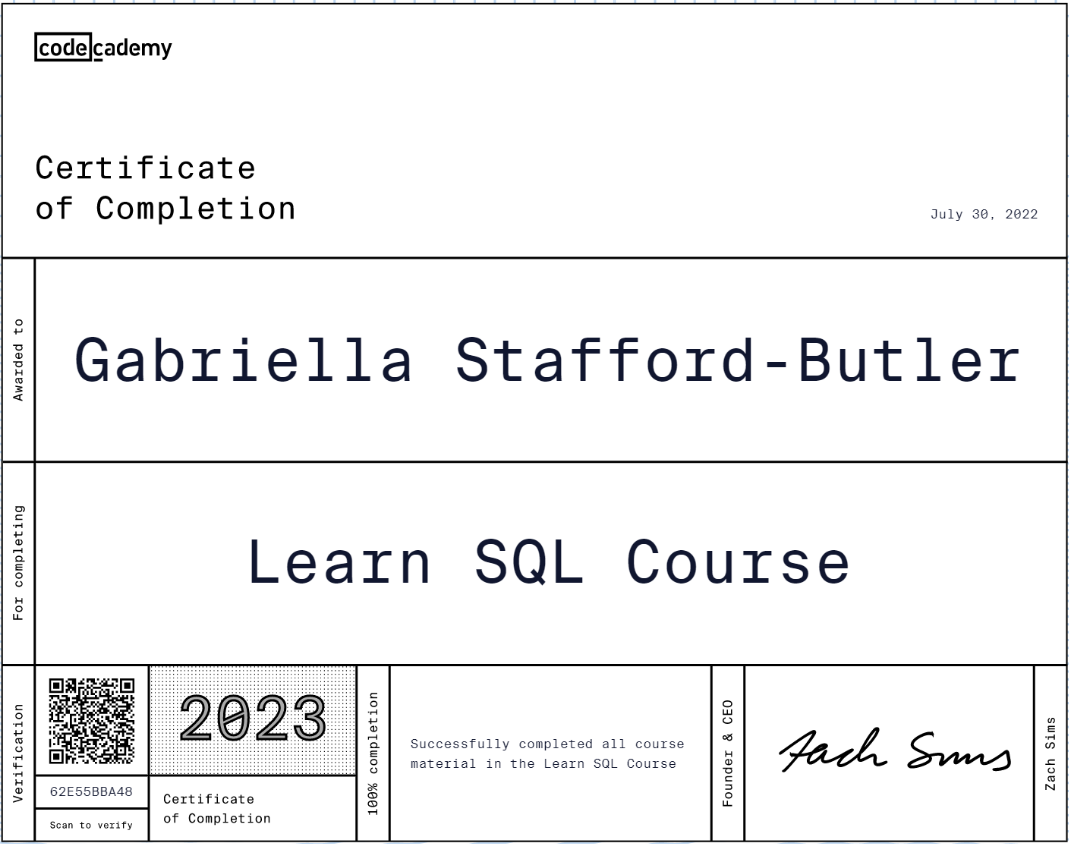 codecademy
Certificate
of Completion
July 30, 2022
Awarded to
Gabriella Stafford-Butler
For completing
Learn SQL Course
Verification
62E55BBA48
Scan to verify
2023
Certificate
of Completion
100% completion
Successfully completed all course
material in the Learn SQL Course
Founder & CEO
Zach Sims
Zach Sims